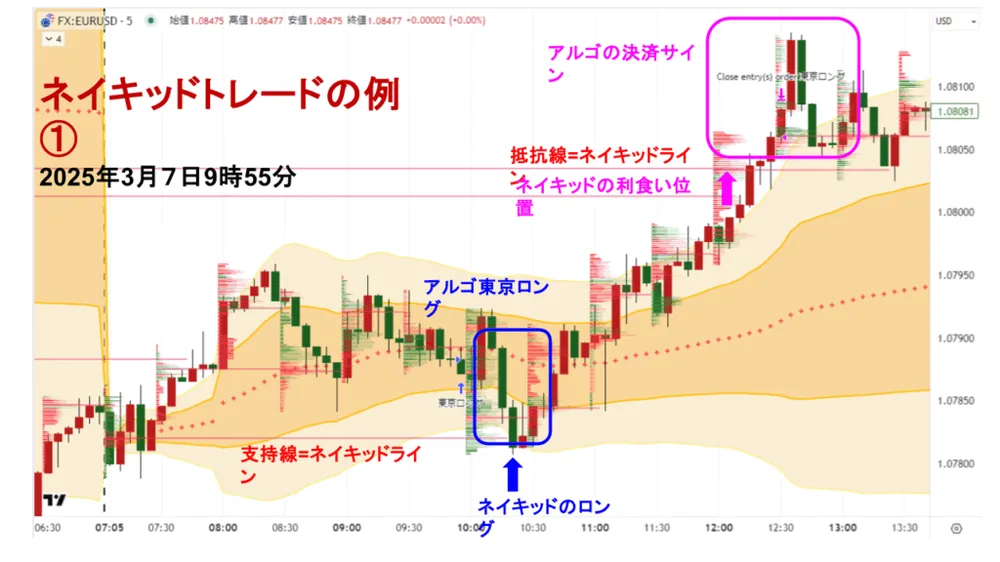 FX:EURUSD · 5 始値1.08475 高値1.08477 安値1.08475 終値1.08477 +0.00002 (+0.00%)
USD
4
アルゴの決済サイ
ン
Close entry(s) order 東京ロング
ネイキッドトレードの例
①
1.08100
1.08081
2025年3月7日9時55分
抵抗線=ネイキッドライ
ン
1.08050
ネイキッドの利食い位
置
1.08000
1.07950
アルゴ東京ロン
グ
1.07900
東京ロング
1.07850
支持線=ネイキッドライ
ン
1.07800
ネイキッドのロン
グ
06:30 07:05 07:30 08:00 08:30 09:00 09:30 10:00 10:30 11:00 11:30 12:00 12:30 13:00 13:30